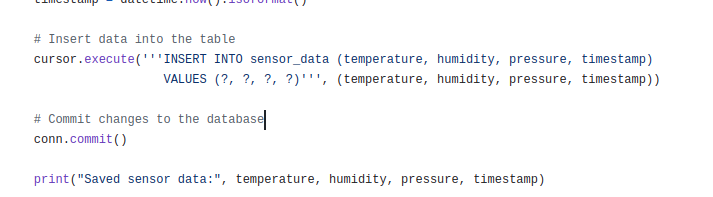 timestamp = datetime.now().isoformat()
# Insert data into the table
cursor.execute('''INSERT INTO sensor_data (temperature, humidity, pressure, timestamp)
VALUES (?, ?, ?, ?)''', (temperature, humidity, pressure, timestamp))
# Commit changes to the database
conn.commit()
print("Saved sensor data:", temperature, humidity, pressure, timestamp)